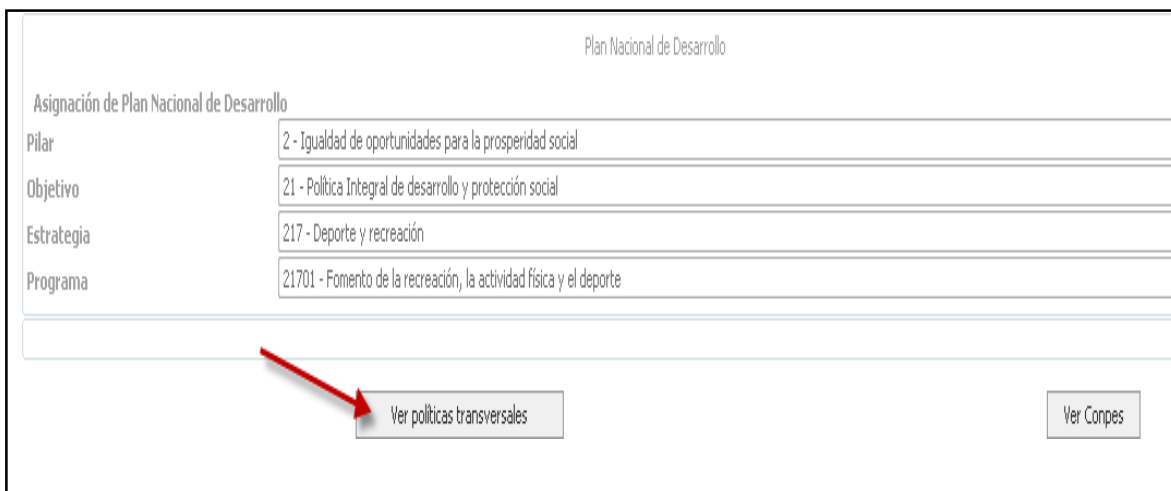 Plan Nacional de Desarrollo
Asignación de Plan Nacional de Desarrollo
Pilar 2 - Igualdad de oportunidades para la prosperidad social
Objetivo 21 - Política Integral de desarrollo y protección social
Estrategia 217 - Deporte y recreación
Programa 21701 - Fomento de la recreación, la actividad física y el deporte
Ver políticas transversales Ver Conpes